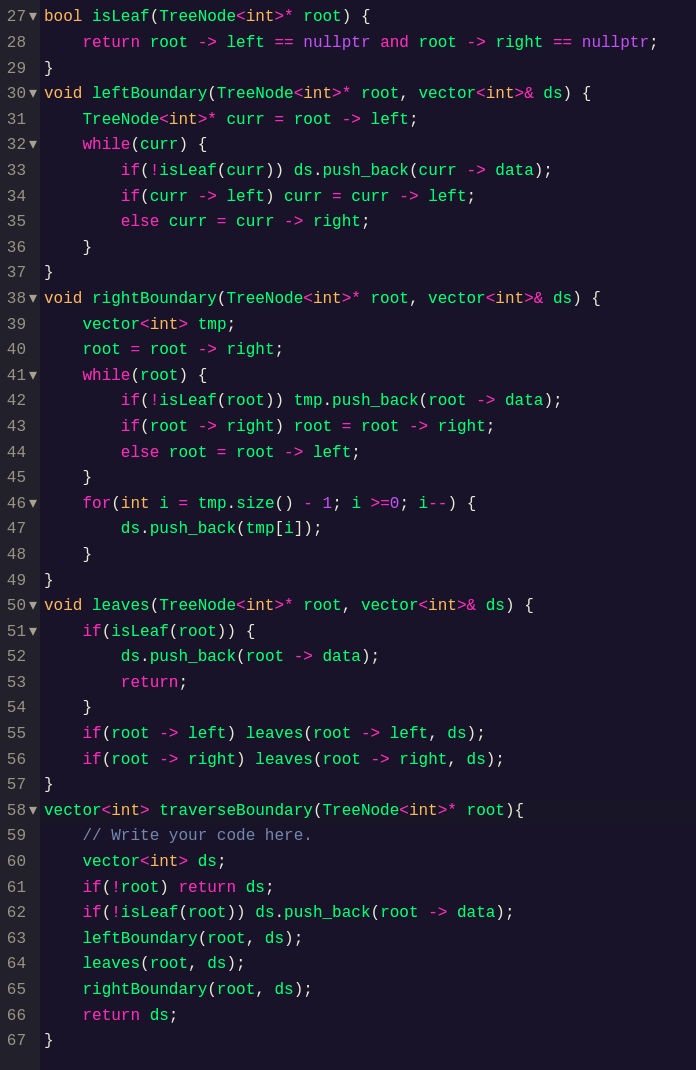 27▼bool isLeaf(TreeNode<int>* root) {
28     return root -> left == nullptr and root -> right == nullptr;
29 }
30▼void leftBoundary(TreeNode<int>* root, vector<int>& ds) {
31     TreeNode<int>* curr = root -> left;
32▼    while(curr) {
33         if(!isLeaf(curr)) ds.push_back(curr -> data);
34         if(curr -> left) curr = curr -> left;
35         else curr = curr -> right;
36     }
37 }
38▼void rightBoundary(TreeNode<int>* root, vector<int>& ds) {
39     vector<int> tmp;
40     root = root -> right;
41▼    while(root) {
42         if(!isLeaf(root)) tmp.push_back(root -> data);
43         if(root -> right) root = root -> right;
44         else root = root -> left;
45     }
46▼    for(int i = tmp.size() - 1; i >=0; i--) {
47         ds.push_back(tmp[i]);
48     }
49 }
50▼void leaves(TreeNode<int>* root, vector<int>& ds) {
51▼    if(isLeaf(root)) {
52         ds.push_back(root -> data);
53         return;
54     }
55     if(root -> left) leaves(root -> left, ds);
56     if(root -> right) leaves(root -> right, ds);
57 }
58▼vector<int> traverseBoundary(TreeNode<int>* root){
59     // Write your code here.
60     vector<int> ds;
61     if(!root) return ds;
62     if(!isLeaf(root)) ds.push_back(root -> data);
63     leftBoundary(root, ds);
64     leaves(root, ds);
65     rightBoundary(root, ds);
66     return ds;
67 }